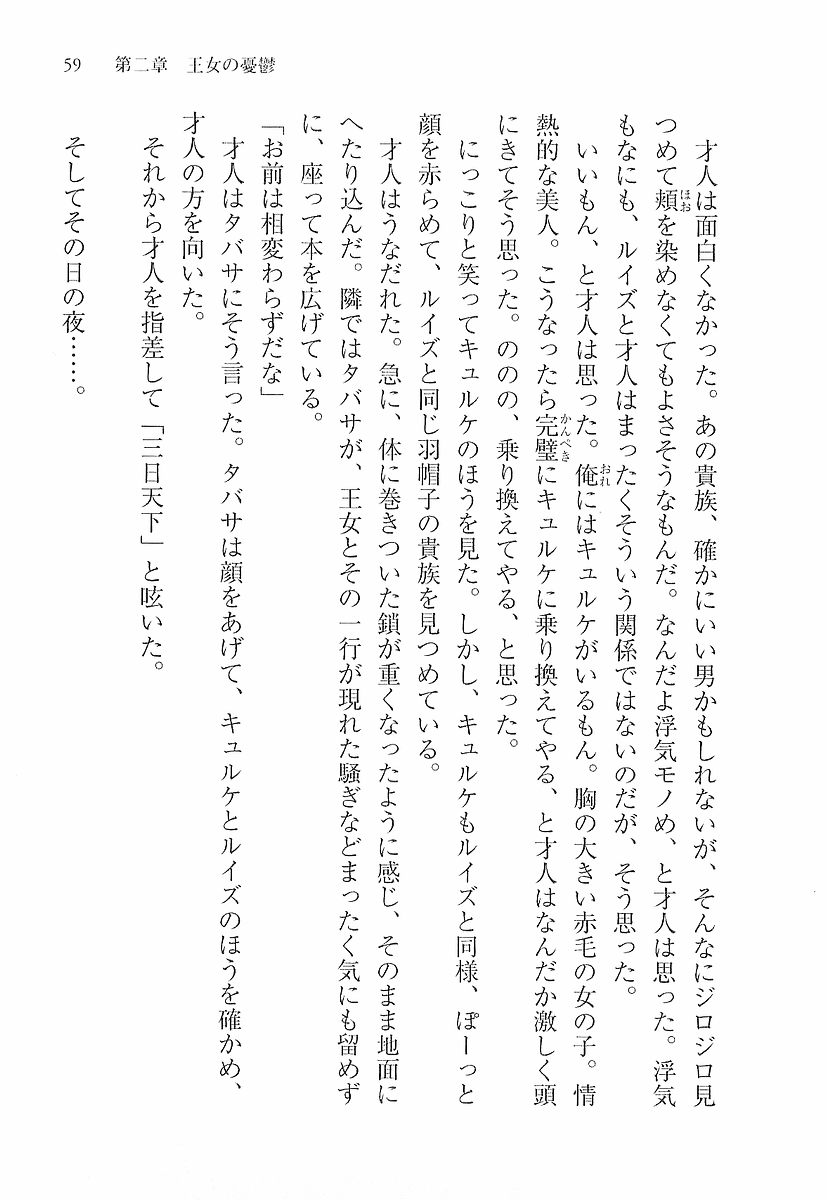 59　第二章　王女の憂鬱
　才人は面白くなかった。あの貴族、確かにいい男かもしれないが、そんなにジロジロ見
つめて頬を染めなくてもよさそうなもんだ。なんだよ浮気モノめ、と才人は思った。浮気
もなにも、ルイズと才人はまったくそういう関係ではないのだが、そう思った。
　いいもん、と才人は思った。俺にはキュルケがいるもん。胸の大きい赤毛の女の子。情
熱的な美人。こうなったら完璧にキュルケに乗り換えてやる、と才人はなんだか激しく頭
にきてそう思った。ののの、乗り換えてやる、と思った。
　にっこりと笑ってキュルケのほうを見た。しかし、キュルケもルイズと同様、ぽーっと
顔を赤らめて、ルイズと同じ羽帽子の貴族を見つめている。
　才人はうなだれた。急に、体に巻きついた鎖が重くなったように感じ、そのまま地面に
へたり込んだ。隣ではタバサが、王女とその一行が現れた騒ぎなどまったく気にも留めず
に、座って本を広げている。
「お前は相変わらずだな」
　才人はタバサにそう言った。タバサは顔をあげて、キュルケとルイズのほうを確かめ、
才人の方を向いた。
　それから才人を指差して「三日天下」と呟いた。
　そしてその日の夜……。
ほお
おれ
かんぺき